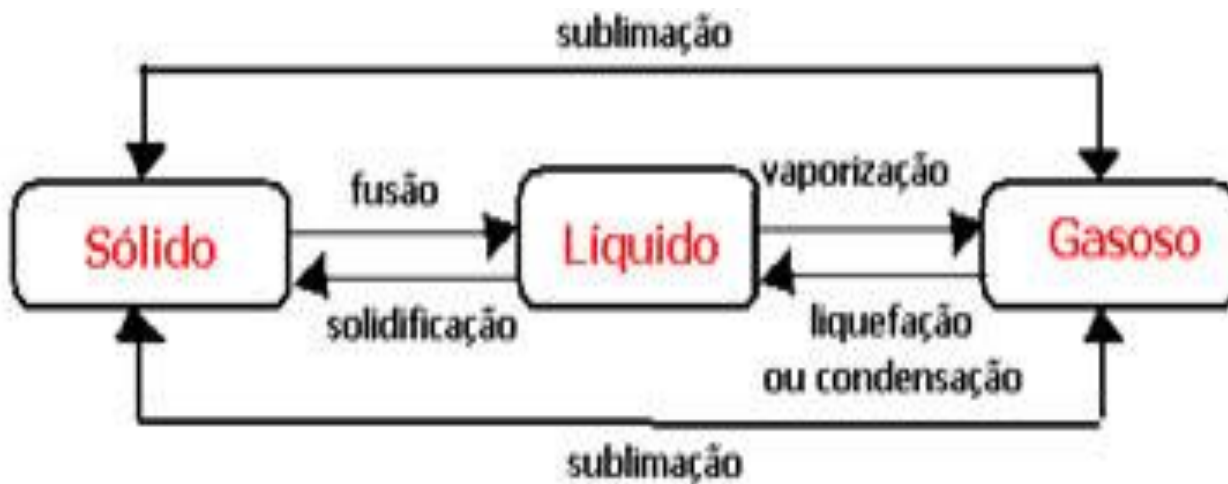 sublimação
fusão
vaporização
Sólido
Líquido
Gasoso
solidificação
liquefação
ou condensação
sublimação